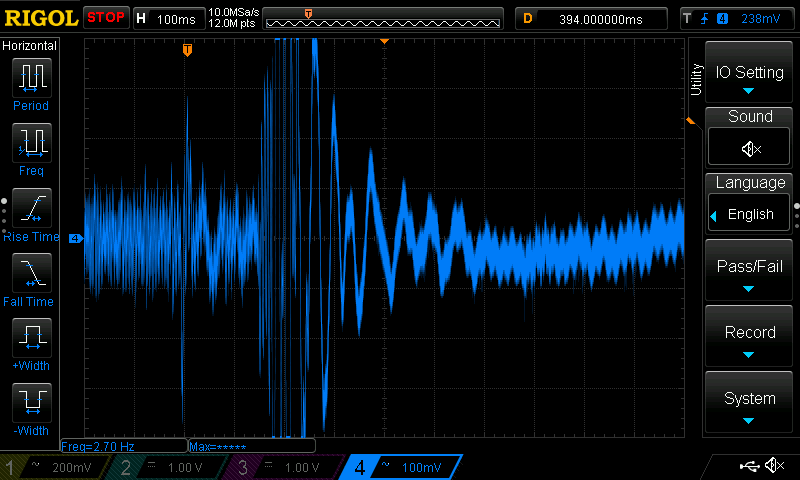 RIGOL STOP H 100ms 10.0MSa/s 12.0M pts T D 394.000000ms T 4 238mV
Horizontal
Period
Freq
Rise Time
Fall Time
+Width
-Width
T
4
Freq=2.70 Hz Max=*****
Utility
IO Setting
Sound
Language
English
Pass/Fail
Record
System
1 ~ 200mV 2 1.00 V 3 1.00 V 4 ~ 100mV